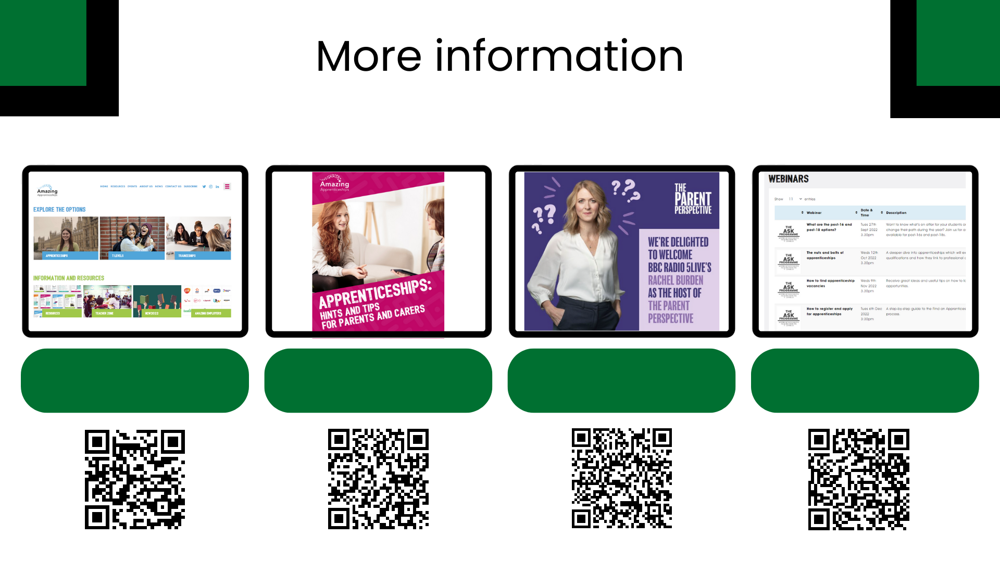 More information
Amazing
Apprenticeships
HOME RESOURCES EVENTS ABOUT US NEWS CONTACT US SUBSCRIBE
EXPLORE THE OPTIONS
APPRENTICESHIPS
T LEVELS
TRAINEESHIPS
INFORMATION AND RESOURCES
RESOURCES
TEACHER ZONE
NCW2022
AMAZING EMPLOYERS
Amazing
Apprenticeships
APPRENTICESHIPS:
HINTS AND TIPS
FOR PARENTS AND CARERS
??
???
THE
PARENT
PERSPECTIVE
WE'RE DELIGHTED
TO WELCOME
BBC RADIO 5LIVE'S
RACHEL BURDEN
AS THE HOST OF
THE PARENT
PERSPECTIVE
WEBINARS
Show 11 entries
Webinar
Date &
Time
Description
THE
ASK
PROGRAMME
What are the post-16 and
post-18 options?
Tues 27th
Sept 2022
3.30pm
Want to know what's on offer for your students or
change their path during the year? Join us for a
available for post-16s and post-18s.
THE
ASK
PROGRAMME
The nuts and bolts of
apprenticeships
Weds 12th
Oct 2022
3.30pm
A deeper dive into apprenticeships which will ex
qualifications and how they link to professional
THE
ASK
PROGRAMME
How to find apprenticeship
vacancies
Weds 9th
Nov 2022
3.30pm
Receive great ideas and useful tips on how to lo
opportunities.
THE
ASK
PROGRAMME
How to register and apply
for apprenticeships
Tues 6th Dec
2022
3:30pm
A step-by-step guide to the Find an Apprentices
process.